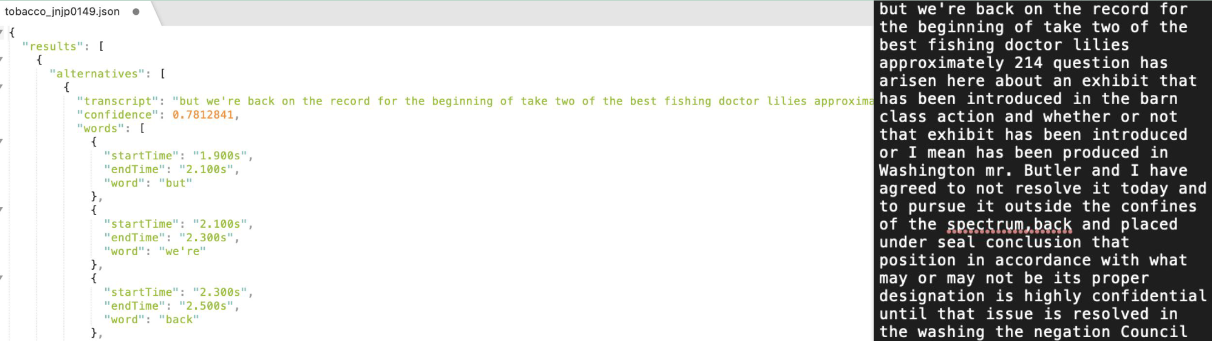 tobacco_jnjp0149.json
{
"results": [
{
"alternatives": [
{
"transcript": "but we're back on the record for the beginning of take two of the best fishing doctor lilies approxima
"confidence": 0.7812841,
"words": [
{
"startTime": "1.900s",
"endTime": "2.100s",
"word": "but"
},
{
"startTime": "2.100s",
"endTime": "2.300s",
"word": "we're"
},
{
"startTime": "2.300s",
"endTime": "2.500s",
"word": "back"
},
but we're back on the record for
the beginning of take two of the
best fishing doctor lilies
approximately 214 question has
arisen here about an exhibit that
has been introduced in the barn
class action and whether or not
that exhibit has been introduced
or I mean has been produced in
Washington mr. Butler and I have
agreed to not resolve it today and
to pursue it outside the confines
of the spectrum,back and placed
under seal conclusion that
position in accordance with what
may or may not be its proper
designation is highly confidential
until that issue is resolved in
the washing the negation Council